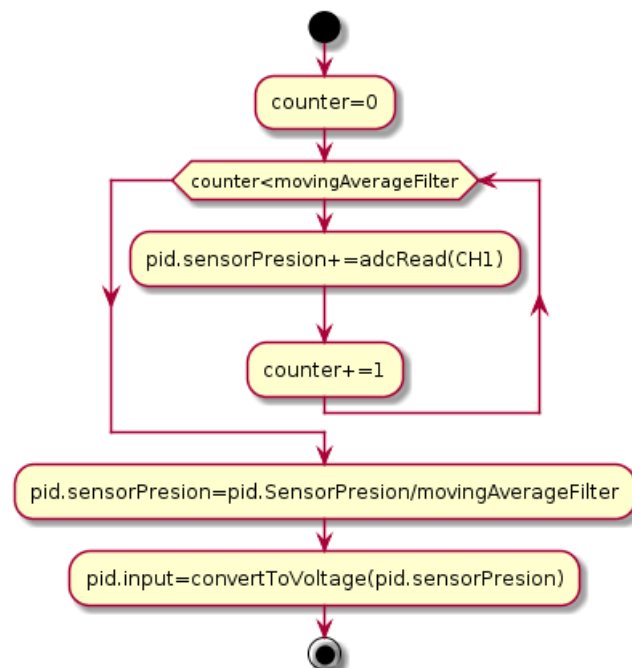 counter=0
counter<movingAverageFilter
pid.sensorPresion+=adcRead(CH1)
counter+=1
pid.sensorPresion=pid.SensorPresion/movingAverageFilter
pid.input=convertToVoltage(pid.sensorPresion)